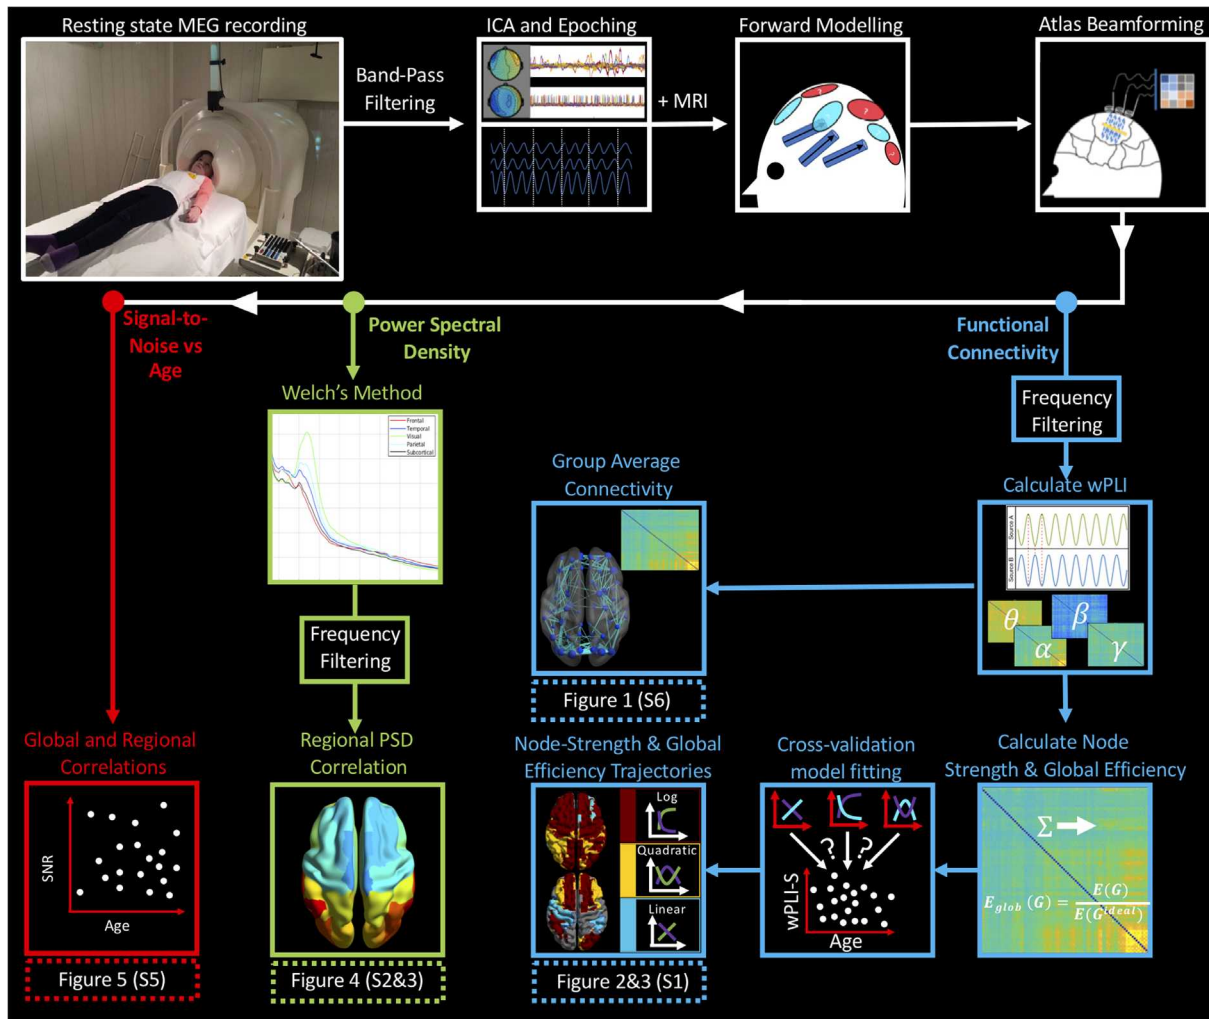 Resting state MEG recording
Band-Pass
Filtering
ICA and Epoching
+ MRI
Forward Modelling
? ? ?
Atlas Beamforming
Signal-to-
Noise vs
Age
Power Spectral
Density
Functional
Connectivity
Welch's Method
Frontal
Temporal
Visual
Parietal
Subcortical
Frequency
Filtering
Frequency
Filtering
Calculate wPLI
Source A
Source B
θ
α
β
γ
Group Average
Connectivity
Figure 1 (S6)
Global and Regional
Correlations
SNR
Age
Figure 5 (S5)
Regional PSD
Correlation
Figure 4 (S2&3)
Node-Strength & Global
Efficiency Trajectories
Log
Quadratic
Linear
Figure 2&3 (S1)
Cross-validation
model fitting
? ?
wPLI-S
Age
Calculate Node
Strength & Global Efficiency
Σ
E_glob (G) = E(G) / E(G^ideal)